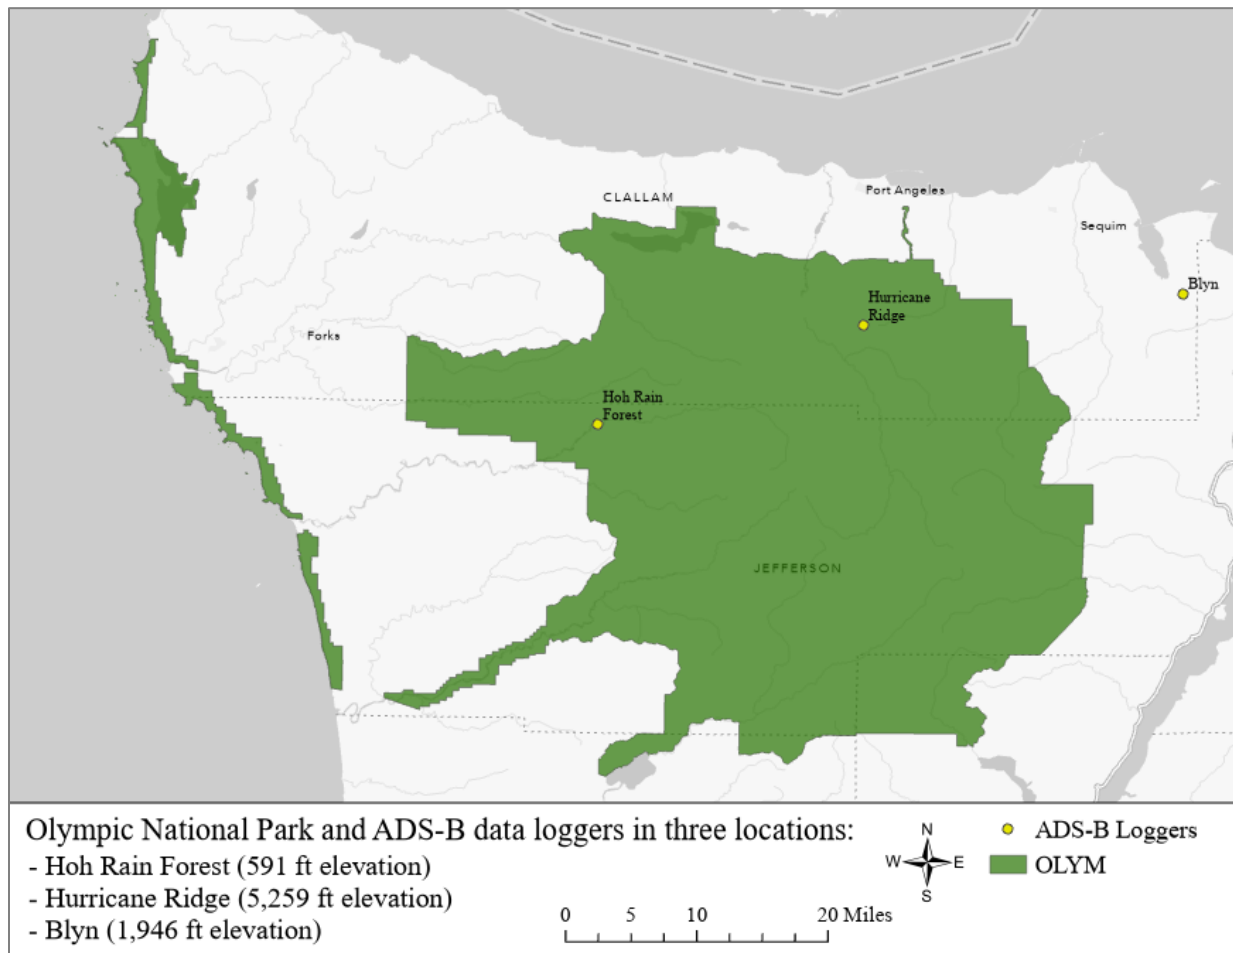 CLALLAM
Port Angeles
Sequim
Blyn
Hurricane
Ridge
Forks
Hoh Rain
Forest
JEFFERSON
Olympic National Park and ADS-B data loggers in three locations:
- Hoh Rain Forest (591 ft elevation)
- Hurricane Ridge (5,259 ft elevation)
- Blyn (1,946 ft elevation)
N
W E
S
ADS-B Loggers
OLYM
0 5 10 20 Miles